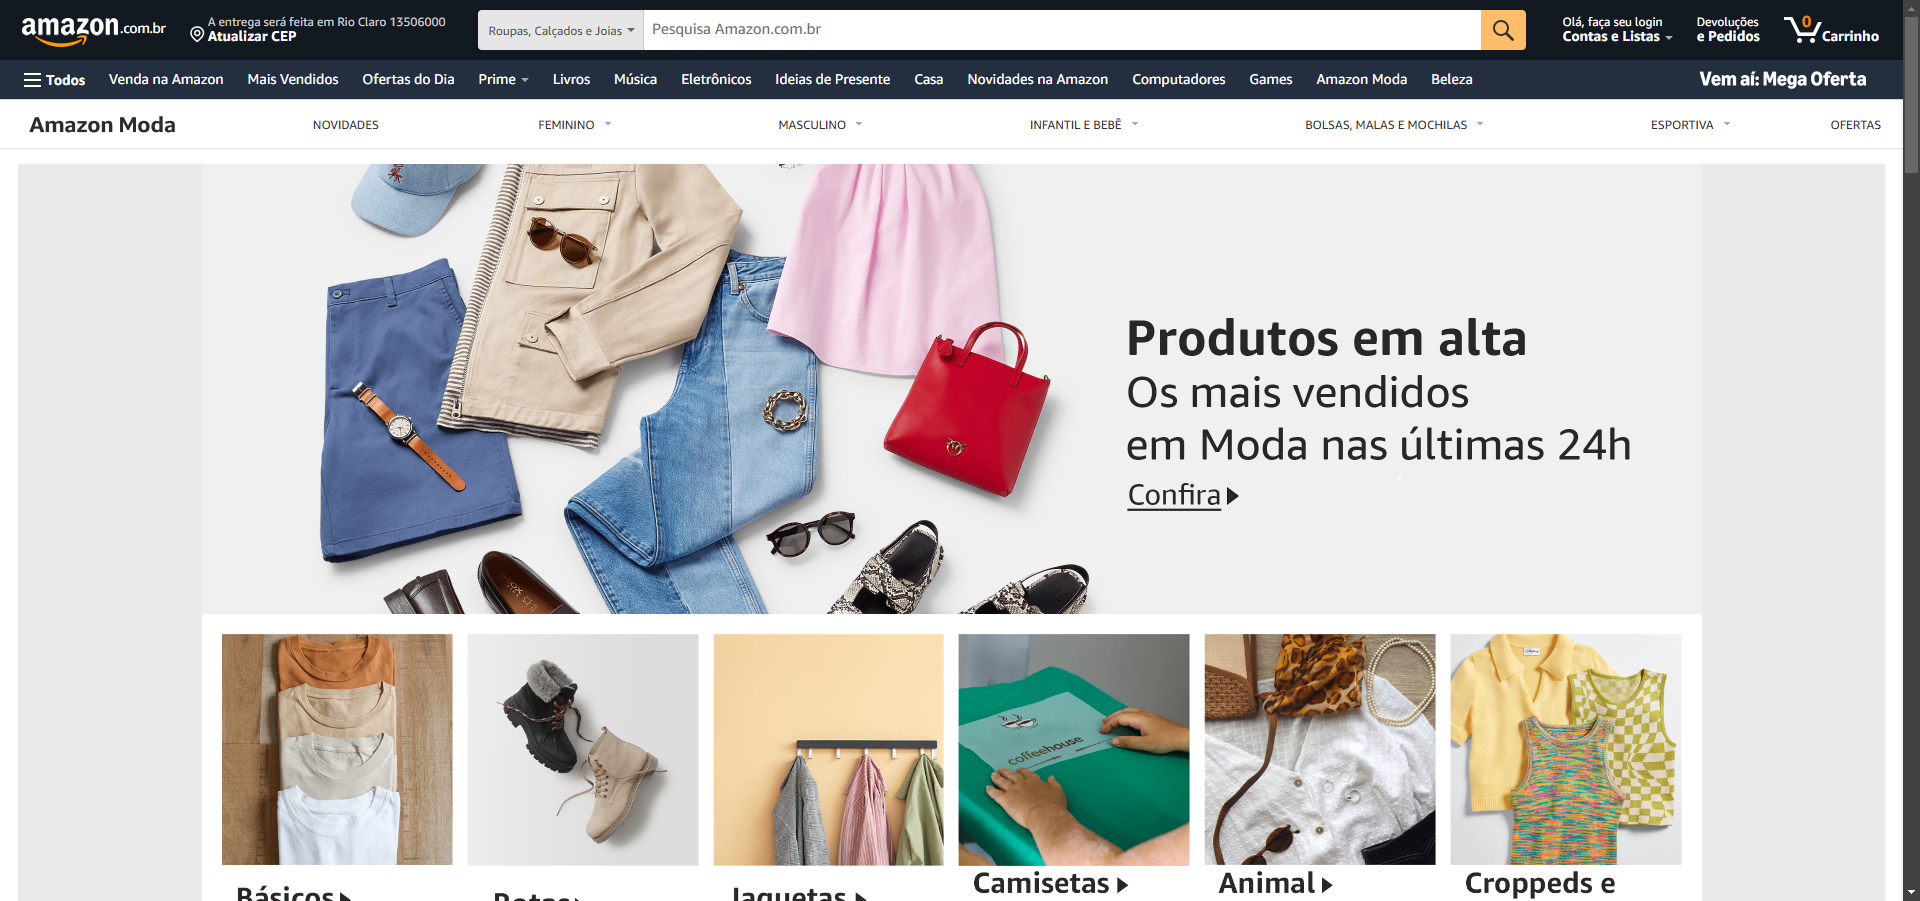 amazon.com.br
A entrega será feita em Rio Claro 13506000
Atualizar CEP
Roupas, Calçados e Joias
Pesquisa Amazon.com.br
Olá, faça seu login
Contas e Listas
Devoluções
e Pedidos
0
Carrinho
Todos
Venda na Amazon
Mais Vendidos
Ofertas do Dia
Prime
Livros
Música
Eletrônicos
Ideias de Presente
Casa
Novidades na Amazon
Computadores
Games
Amazon Moda
Beleza
Vem aí: Mega Oferta
Amazon Moda
NOVIDADES
FEMININO
MASCULINO
INFANTIL E BEBÊ
BOLSAS, MALAS E MOCHILAS
ESPORTIVA
OFERTAS
Produtos em alta
Os mais vendidos
em Moda nas últimas 24h
Confira
coffeehouse
Básicos
Botas
Jaquetas
Camisetas
Animal
Croppeds e